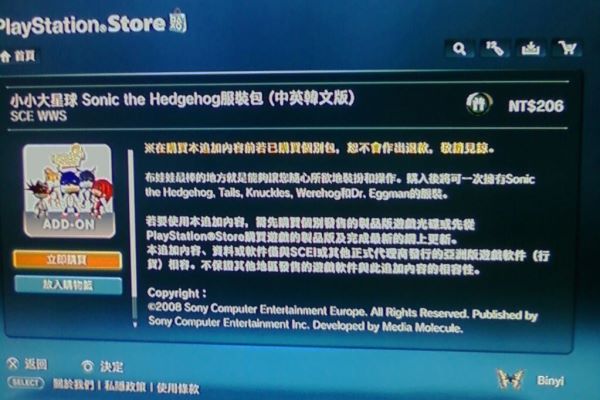 PlayStation®Store
首頁
小小大星球 Sonic the Hedgehog服裝包 (中英韓文版)
SCE WWS
NT$206
※在購買本追加內容前若已購買個別包，恕不會作出退款，敬請見諒。
布娃娃最棒的地方就是能夠讓您隨心所欲地裝扮和操作。購入後將可一次擁有Sonic
the Hedgehog, Tails, Knuckles, Werehog和Dr. Eggman的服裝。
若要使用本追加內容，需先購買個別發售的製品版遊戲光碟或先從
PlayStation®Store購買遊戲的製品版及完成最新的網上更新。
本追加內容、資料或軟件僅與SCEI或其他正式代理商發行的亞洲版遊戲軟件（行
貨）相容。不保證其他地區發售的遊戲軟件與此追加內容的相容性。
Copyright：
©2008 Sony Computer Entertainment Europe. All Rights Reserved. Published by
Sony Computer Entertainment Inc. Developed by Media Molecule.
ADD-ON
立即購買
放入購物籃
返回
決定
SELECT 關於我們 | 私隱政策 | 使用條款
Binyi